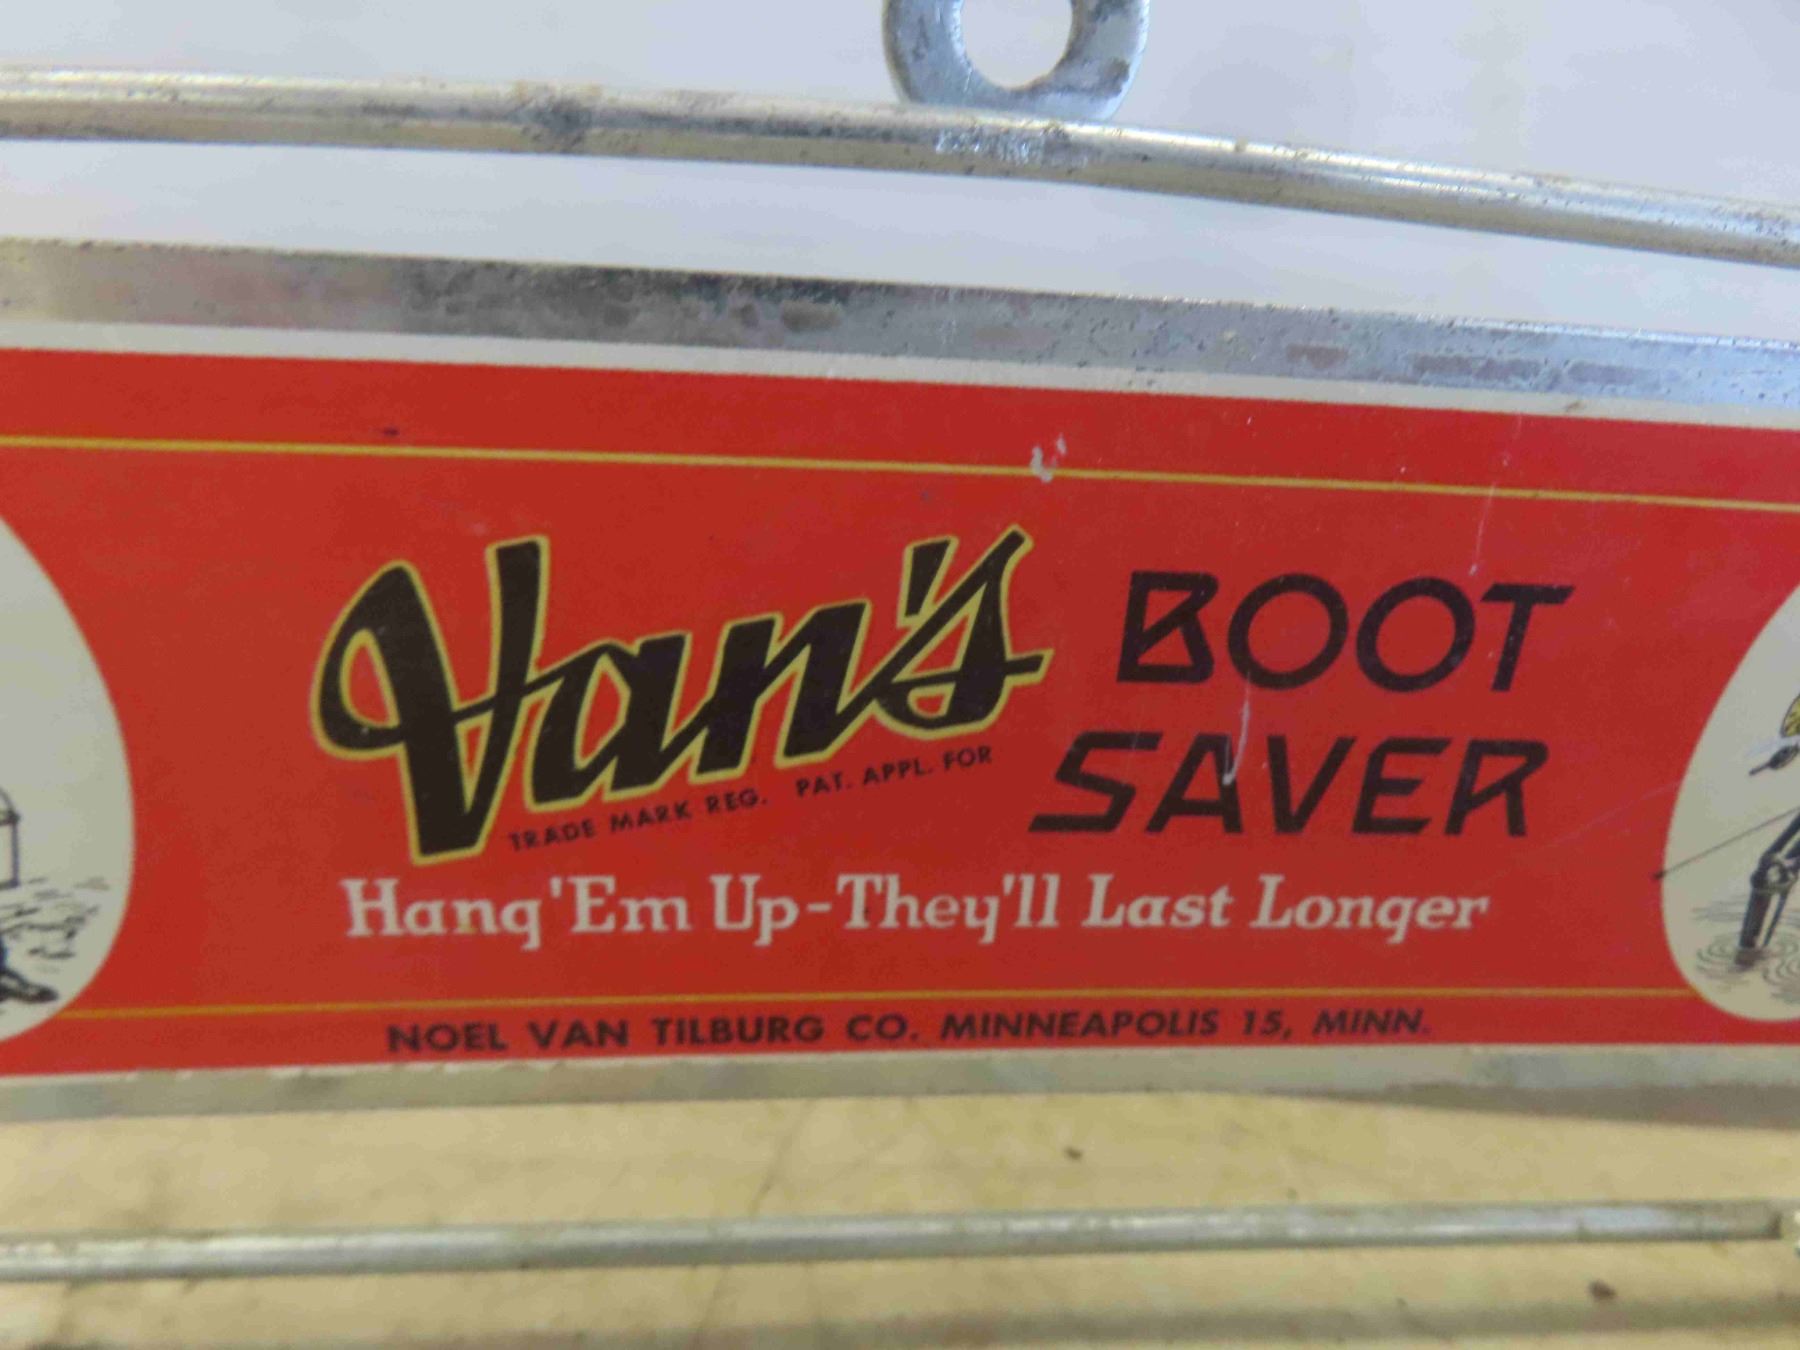 Van's BOOT SAVER
TRADE MARK REG. PAT. APPL. FOR
Hang 'Em Up-They'll Last Longer
NOEL VAN TILBURG CO. MINNEAPOLIS 15, MINN.